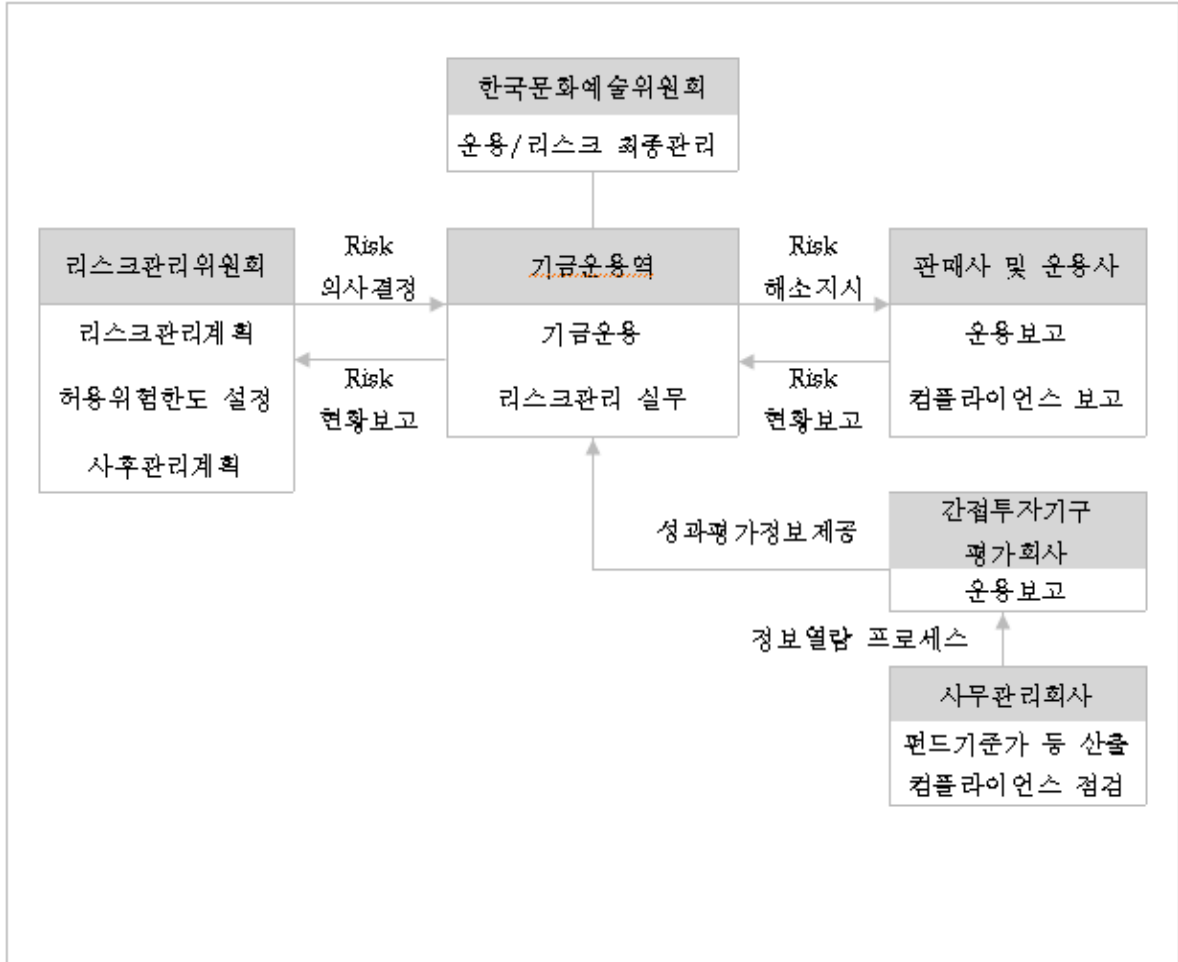 한국문화예술위원회
운용/리스크 최종관리
리스크관리위원회
리스크관리계획
허용위험한도 설정
사후관리계획
Risk
의사결정
Risk
현황보고
기금운용역
기금운용
리스크관리 실무
Risk
해소지시
Risk
현황보고
판매사 및 운용사
운용보고
컴플라이언스 보고
성과평가정보제공
간접투자기구
평가회사
운용보고
정보열람 프로세스
사무관리회사
펀드기준가 등 산출
컴플라이언스 점검